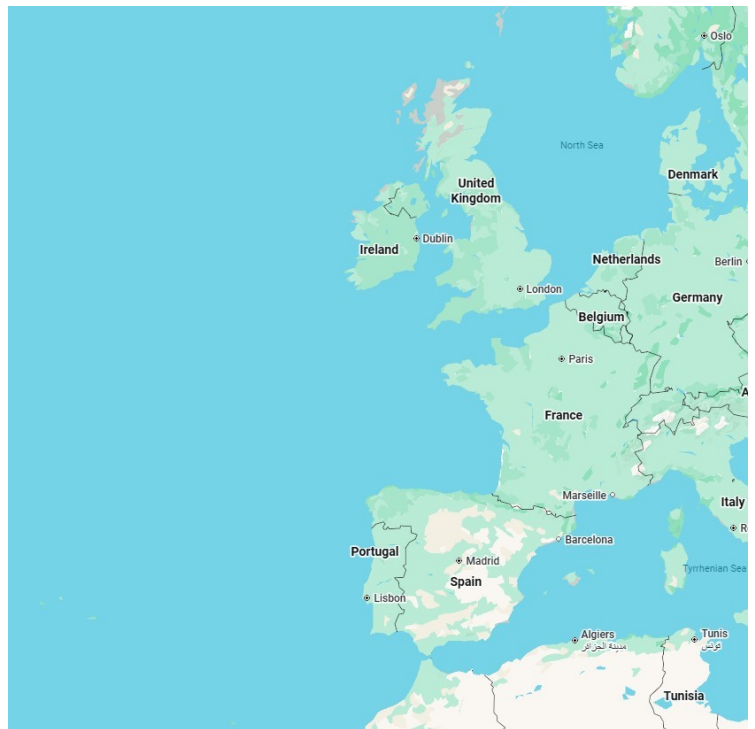 Oslo
North Sea
Denmark
United
Kingdom
Dublin
Ireland
Netherlands
Berlin
London
Germany
Belgium
Paris
France
Marseille
Italy
Barcelona
Portugal
Madrid
Tyrrhenian Sea
Spain
Lisbon
Algiers
مدينة الجزائر
Tunis
تونس
Tunisia